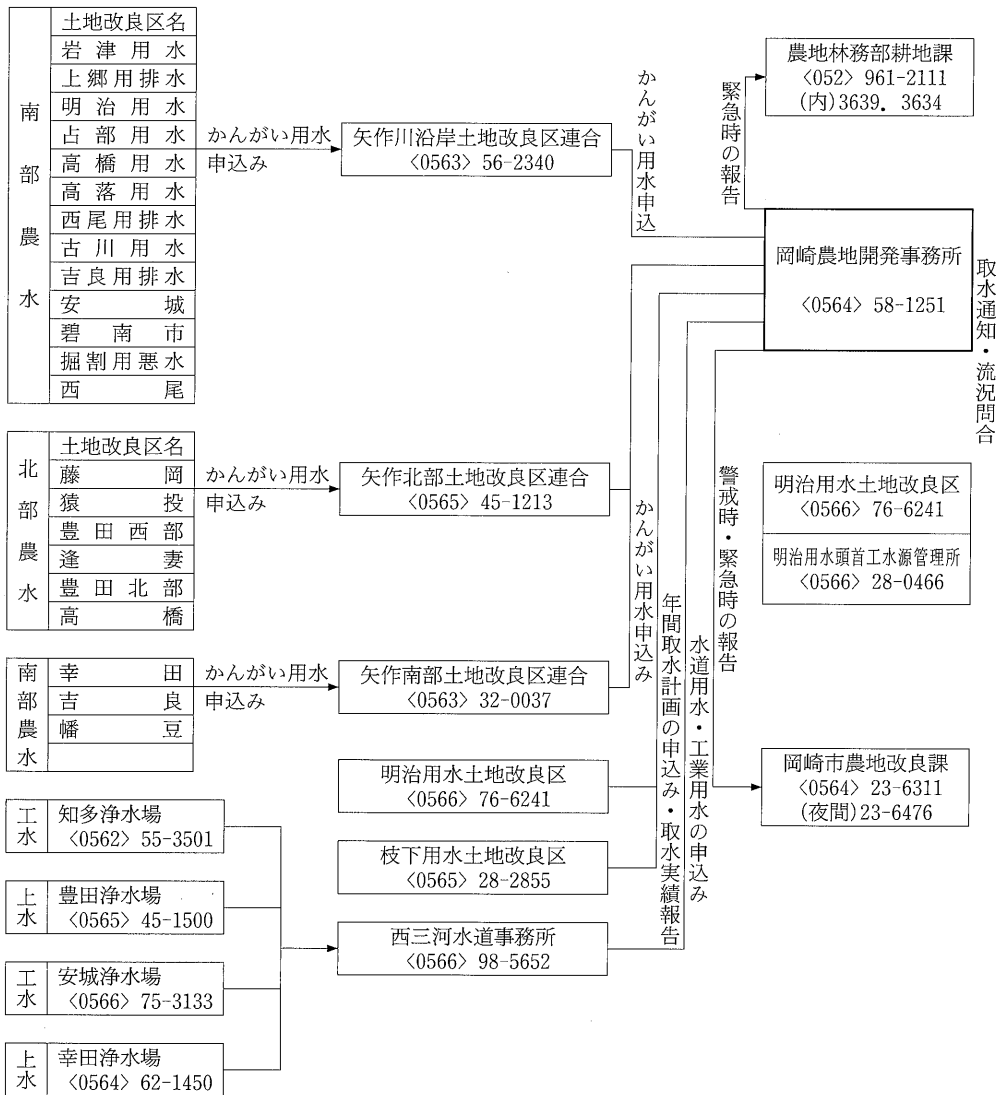 南部農水
土地改良区名
岩津用水
上郷用排水
明治用水
占部用水
高橋用水
高落用水
西尾用排水
古川用水
吉良用排水
安城
碧南市
掘割用悪水
西尾
かんがい用水
申込み
矢作川沿岸土地改良区連合
〈0563〉 56-2340
かんがい用水申込
北部農水
土地改良区名
藤岡
猿投
豊田西部
逢妻
豊田北部
高橋
かんがい用水
申込み
矢作北部土地改良区連合
〈0565〉 45-1213
南部農水
幸田
吉良
幡豆
かんがい用水
申込み
矢作南部土地改良区連合
〈0563〉 32-0037
かんがい用水申込み
明治用水土地改良区
〈0566〉 76-6241
枝下用水土地改良区
〈0565〉 28-2855
年間取水計画の申込み・取水実績報告
工水
知多浄水場
〈0562〉 55-3501
上水
豊田浄水場
〈0565〉 45-1500
工水
安城浄水場
〈0566〉 75-3133
上水
幸田浄水場
〈0564〉 62-1450
西三河水道事務所
〈0566〉 98-5652
水道用水・工業用水の申込み
農地林務部耕地課
〈052〉 961-2111
(内)3639．3634
緊急時の報告
岡崎農地開発事務所
〈0564〉 58-1251
取水通知・流況問合
明治用水土地改良区
〈0566〉 76-6241
明治用水頭首工水源管理所
〈0566〉 28-0466
警戒時・緊急時の報告
岡崎市農地改良課
〈0564〉 23-6311
(夜間)23-6476